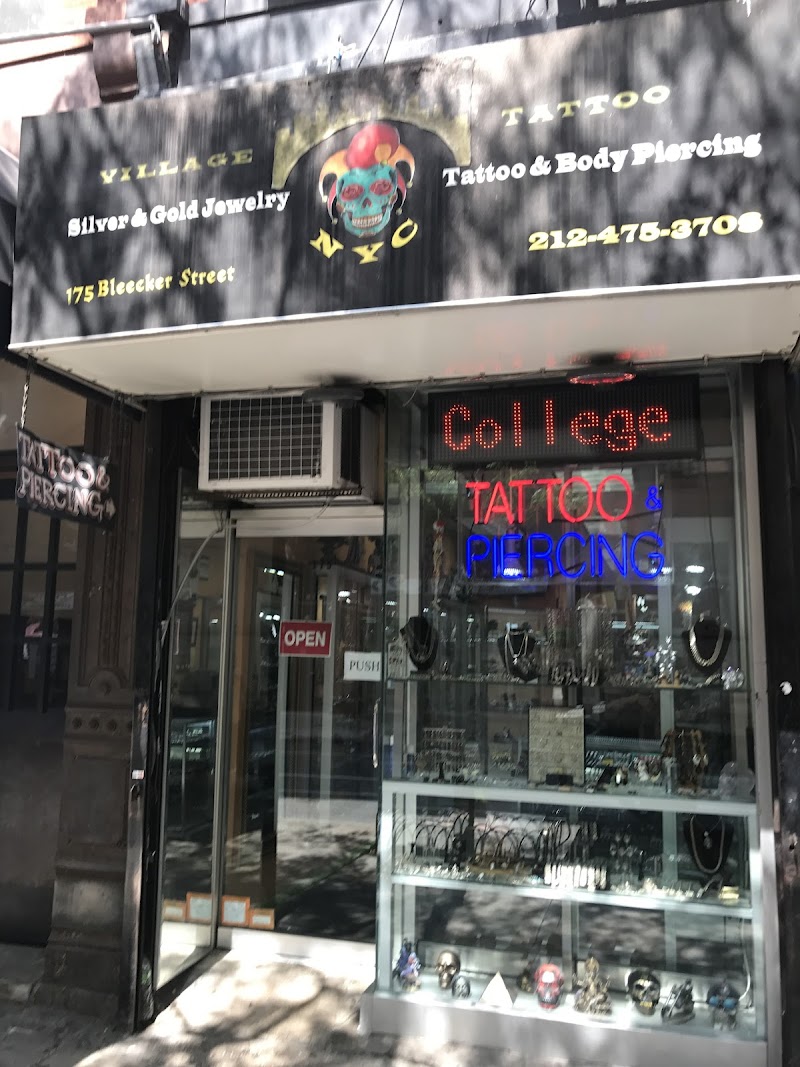 VILLAGE TATTOO
Silver & Gold Jewelry
Tattoo & Body Piercing
NYC
175 Bleecker Street
212-475-3708
College
TATTOO &
PIERCING
TATTOO &
PIERCING
OPEN
PUSH